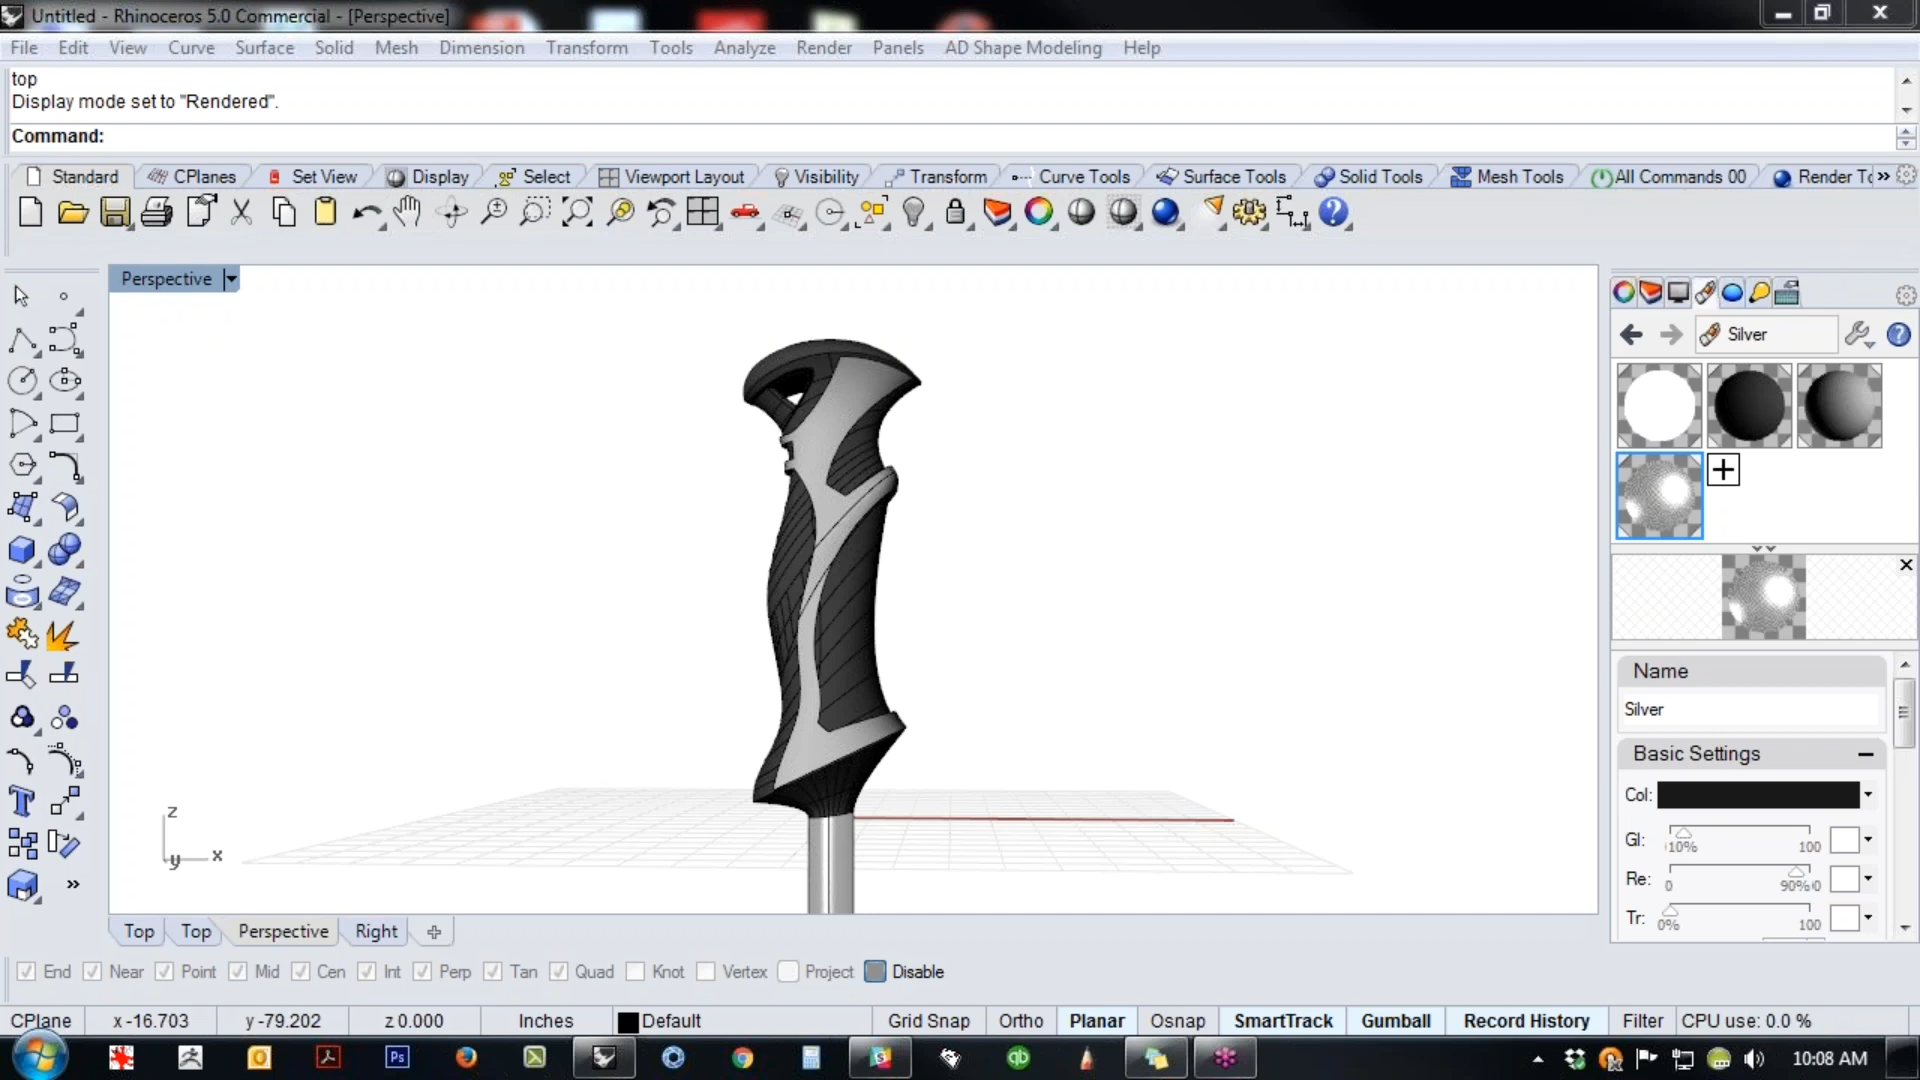 Untitled - Rhinoceros 5.0 Commercial - [Perspective]
File Edit View Curve Surface Solid Mesh Dimension Transform Tools Analyze Render Panels AD Shape Modeling Help
top
Display mode set to "Rendered".
Command:
Standard CPlanes Set View Display Select Viewport Layout Visibility Transform Curve Tools Surface Tools Solid Tools Mesh Tools All Commands 00 Render To
Perspective
Silver
Name
Silver
Basic Settings
Col:
Gl: 10% 100
Re: 0 90%
Tr: 0% 100
z
y x
Top Top Perspective Right
End Near Point Mid Cen Int Perp Tan Quad Knot Vertex Project Disable
CPlane x -16.703 y -79.202 z 0.000 Inches Default Grid Snap Ortho Planar Osnap SmartTrack Gumball Record History Filter CPU use: 0.0 %
Ps
qb
10:08 AM